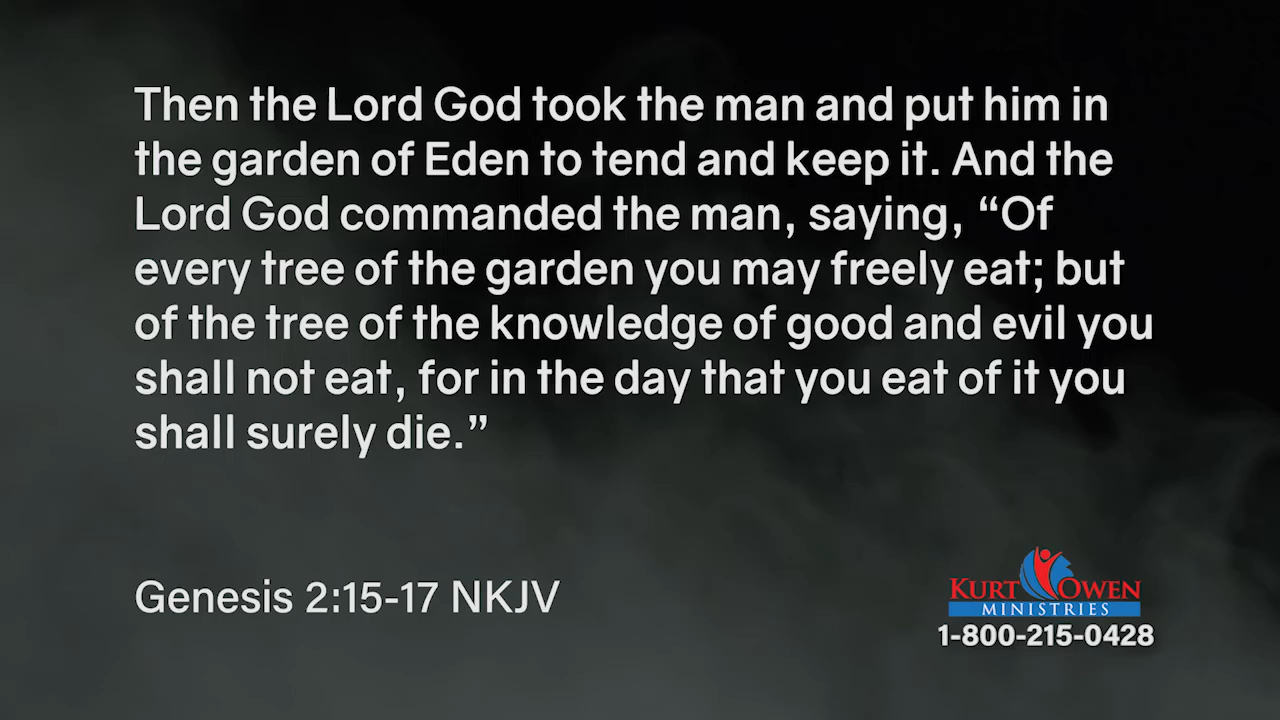 Then the Lord God took the man and put him in
the garden of Eden to tend and keep it. And the
Lord God commanded the man, saying, “Of
every tree of the garden you may freely eat; but
of the tree of the knowledge of good and evil you
shall not eat, for in the day that you eat of it you
shall surely die.”
Genesis 2:15-17 NKJV
KURT OWEN
MINISTRIES
1-800-215-0428